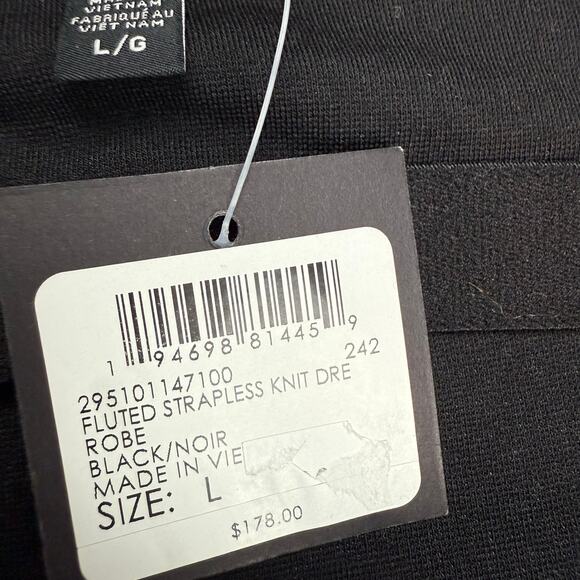 VIETNAM
FABRIQUÉ AU
VIÊT NAM
L/G
1 94698 81445 9
295101147100 242
FLUTED STRAPLESS KNIT DRE
ROBE
BLACK/NOIR
MADE IN VIE
SIZE: L
$178.00